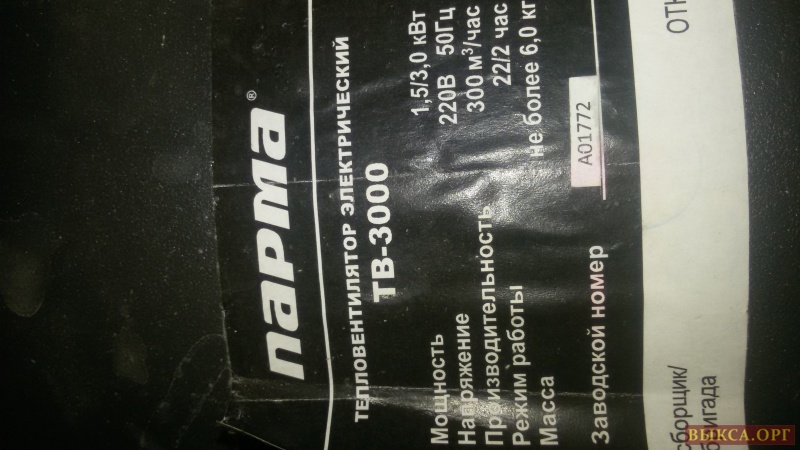 ПАРМА®
ТЕПЛОВЕНТИЛЯТОР ЭЛЕКТРИЧЕСКИЙ
ТВ-3000
Мощность 1,5/3,0 кВт
Напряжение 220В 50Гц
Производительность 300 м³/час
Режим работы 22/2 час
Масса не более 6,0 кг
Заводской номер A01772
сборщик/
ВЫКСА.ОРГ